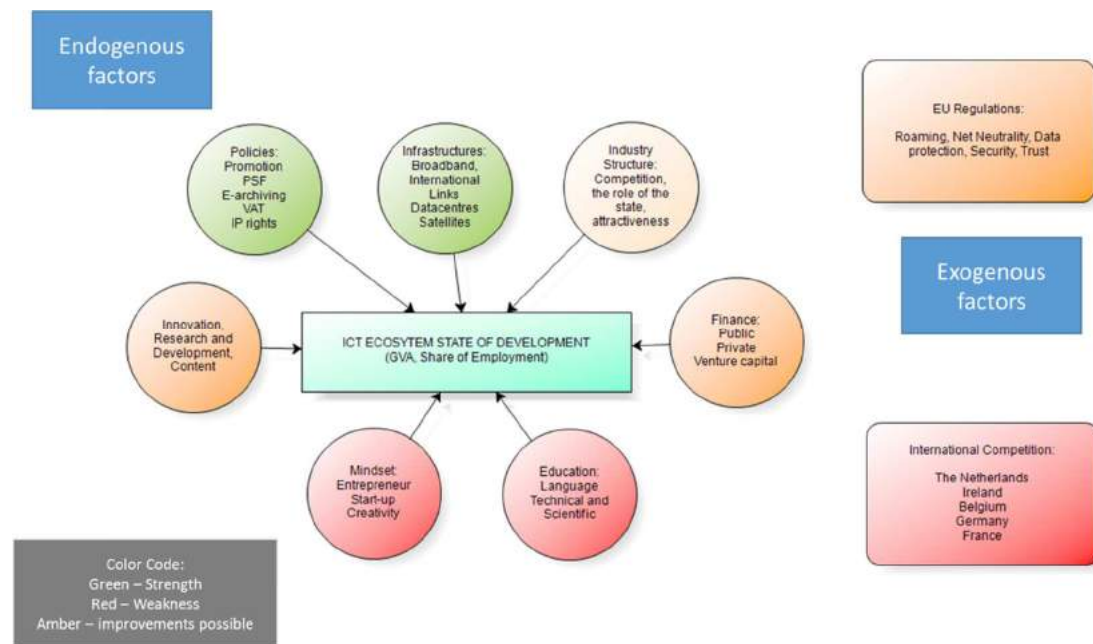 Endogenous
factors
EU Regulations:
Roaming, Net Neutrality, Data
protection, Security, Trust
Policies:
Promotion
PSF
E-archiving
VAT
IP rights
Infrastructures:
Broadband,
International
Links
Datacentres
Satellites
Industry
Structure:
Competition,
the role of the
state,
attractiveness
Exogenous
factors
Innovation,
Research and
Development,
Content
ICT ECOSYTEM STATE OF DEVELOPMENT
(GVA, Share of Employment)
Finance:
Public
Private
Venture capital
Mindset:
Entrepreneur
Start-up
Creativity
Education:
Language
Technical and
Scientific
International Competition:
The Netherlands
Ireland
Belgium
Germany
France
Color Code:
Green – Strength
Red – Weakness
Amber – improvements possible